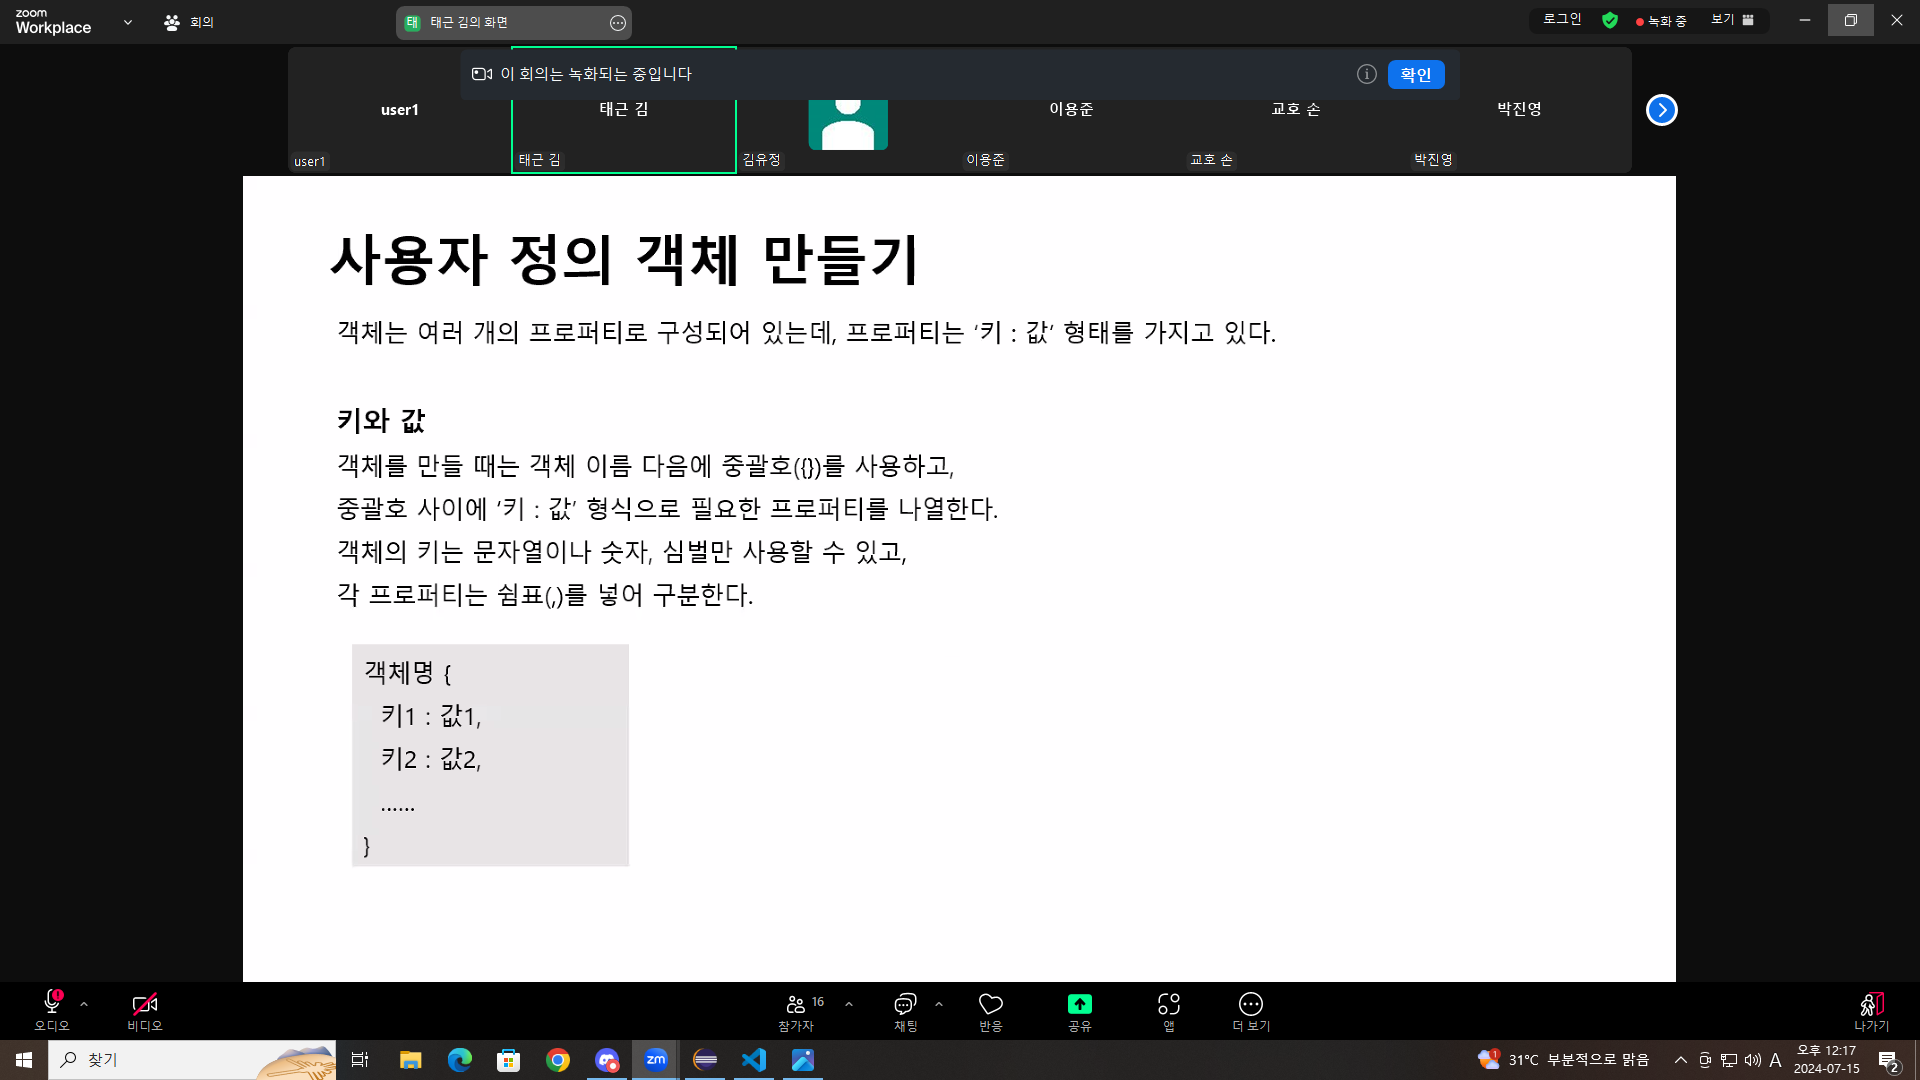 zoom
Workplace
회의
태
태근 김의 화면
로그인
녹화 중
보기
이 회의는 녹화되는 중입니다
확인
user1
태근 김
이용준
교호 손
박진영
user1
태근 김
김유정
이용준
교호 손
박진영
사용자 정의 객체 만들기
객체는 여러 개의 프로퍼티로 구성되어 있는데, 프로퍼티는 ‘키 : 값’ 형태를 가지고 있다.
키와 값
객체를 만들 때는 객체 이름 다음에 중괄호({})를 사용하고,
중괄호 사이에 ‘키 : 값’ 형식으로 필요한 프로퍼티를 나열한다.
객체의 키는 문자열이나 숫자, 심벌만 사용할 수 있고,
각 프로퍼티는 쉼표(,)를 넣어 구분한다.
객체명 {
키1 : 값1,
키2 : 값2,
......
}
오디오
비디오
16
참가자
채팅
반응
공유
앱
더 보기
나가기
찾기
zm
1
31°C 부분적으로 맑음
A
오후 12:17
2024-07-15
2